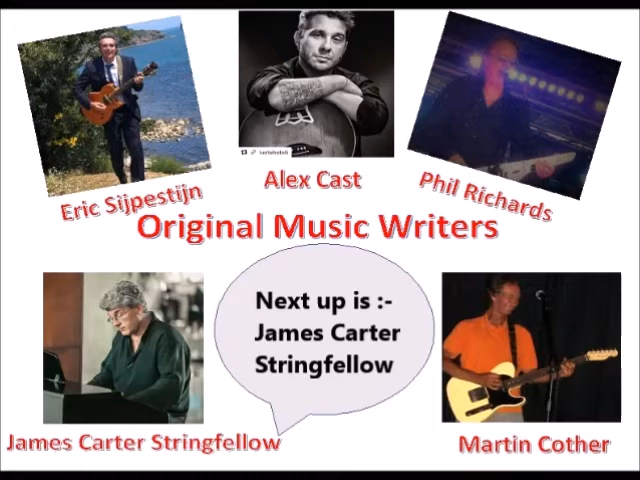 Alex Cast
Eric Sijpestijn
Phil Richards
Original Music Writers
Next up is :-
James Carter
Stringfellow
James Carter Stringfellow
Martin Cother